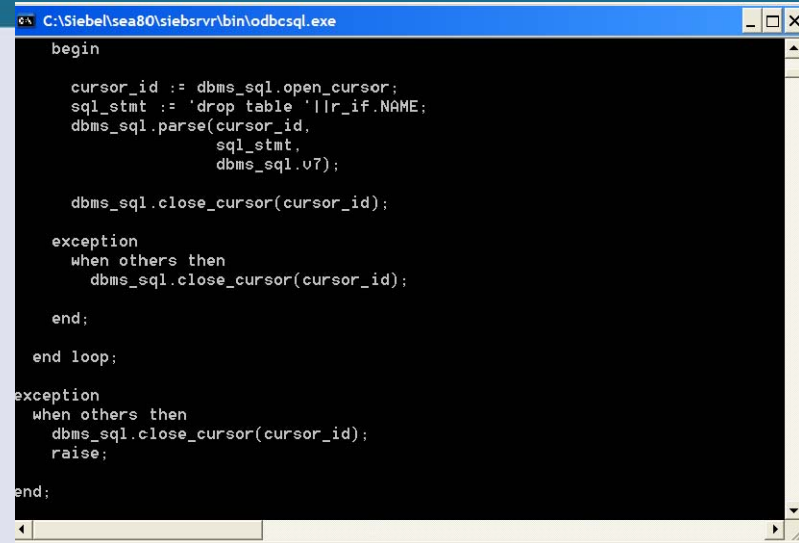 C:\Siebel\sea80\siebsrvr\bin\odbcsql.exe
begin
cursor_id := dbms_sql.open_cursor;
sql_stmt := 'drop table '||r_if.NAME;
dbms_sql.parse(cursor_id,
sql_stmt,
dbms_sql.v7);
dbms_sql.close_cursor(cursor_id);
exception
when others then
dbms_sql.close_cursor(cursor_id);
end;
end loop;
exception
when others then
dbms_sql.close_cursor(cursor_id);
raise;
end;